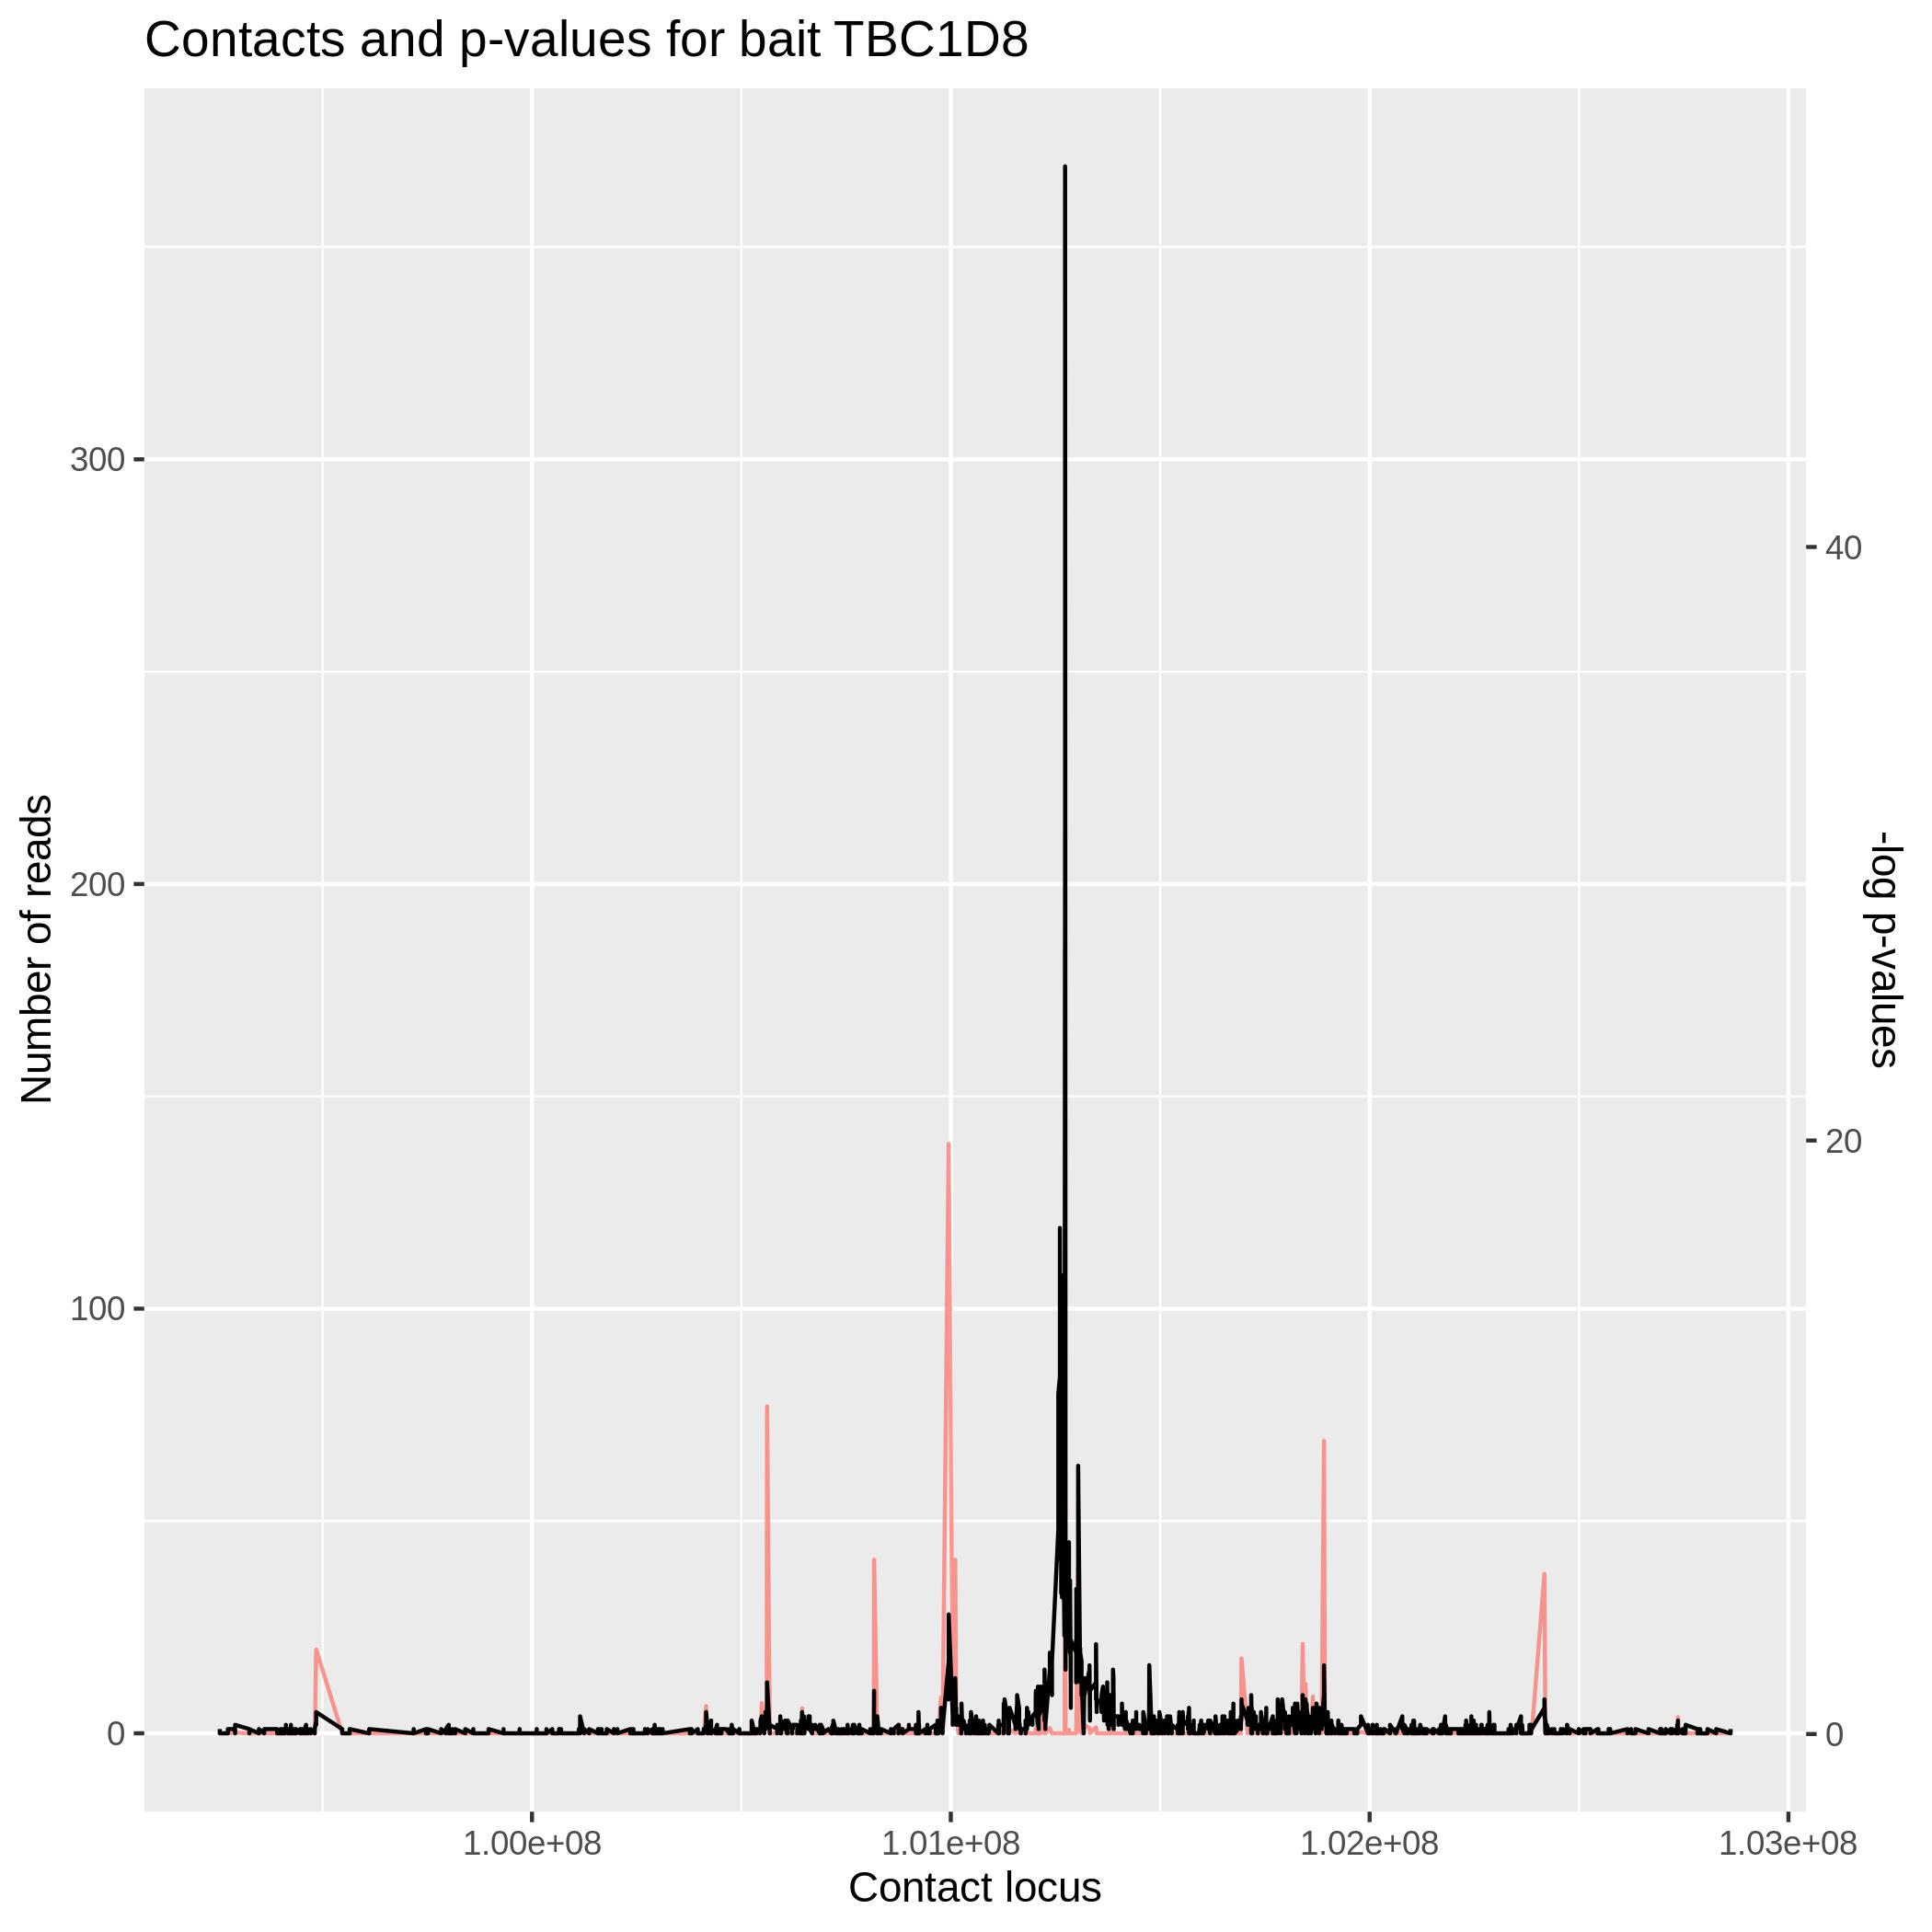 Contacts and p-values for bait TBC1D8
Number of reads
300
200
100
0
40
20
0
-log p-values
1.00e+08
1.01e+08
1.02e+08
1.03e+08
Contact locus